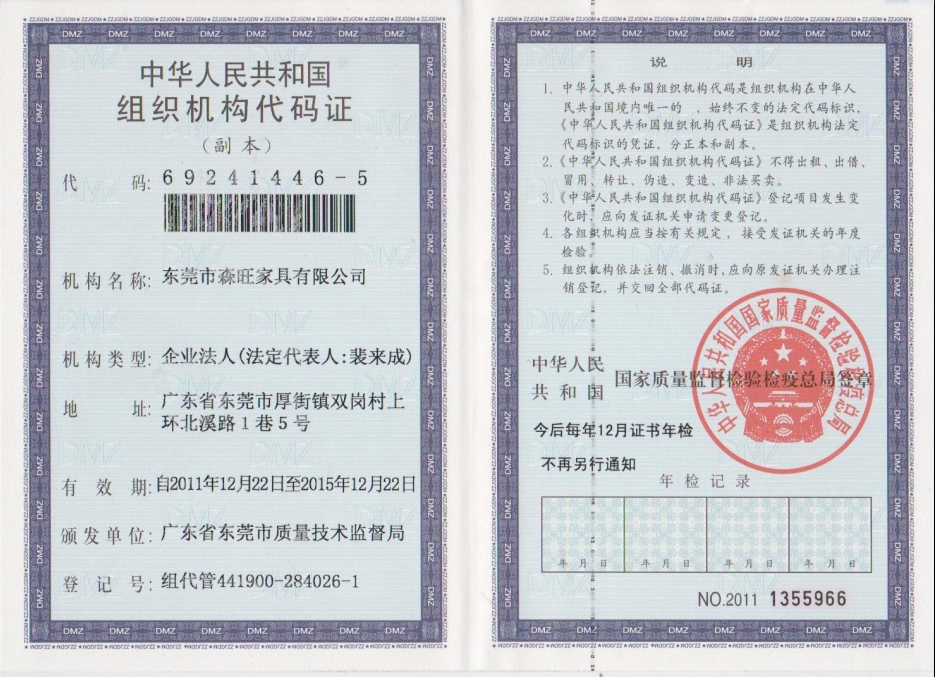 中华人民共和国
组织机构代码证
（副本）
代 码: 69241446-5
机构名称: 东莞市森旺家具有限公司
机构类型: 企业法人(法定代表人:裴来成)
地 址: 广东省东莞市厚街镇双岗村上
环北溪路1巷5号
有 效 期: 自2011年12月22日至2015年12月22日
颁发单位: 广东省东莞市质量技术监督局
登 记 号: 组代管441900-284026-1
说 明
1. 中华人民共和国组织机构代码是组织机构在中华人
民共和国境内唯一的 ，始终不变的法定代码标识，
《中华人民共和国组织机构代码证》是组织机构法定
代码标识的凭证，分正本和副本。
2.《中华人民共和国组织机构代码证》不得出租、出借、
冒用、转让、伪造、变造、非法买卖。
3.《中华人民共和国组织机构代码证》登记项目发生变
化时，应向发证机关申请变更登记。
4. 各组织机构应当按有关规定，接受发证机关的年度
检验。
5. 组织机构依法注销、撤消时，应向原发证机关办理注
销登记，并交回全部代码证。
中华人民共和国国家质量监督检验检疫总局
中华人民
共和国 国家质量监督检验检疫总局签章
今后每年12月证书年检
不再另行通知
年检记录
年 月 日 年 月 日 年 月 日 年 月 日
NO.2011 1355966